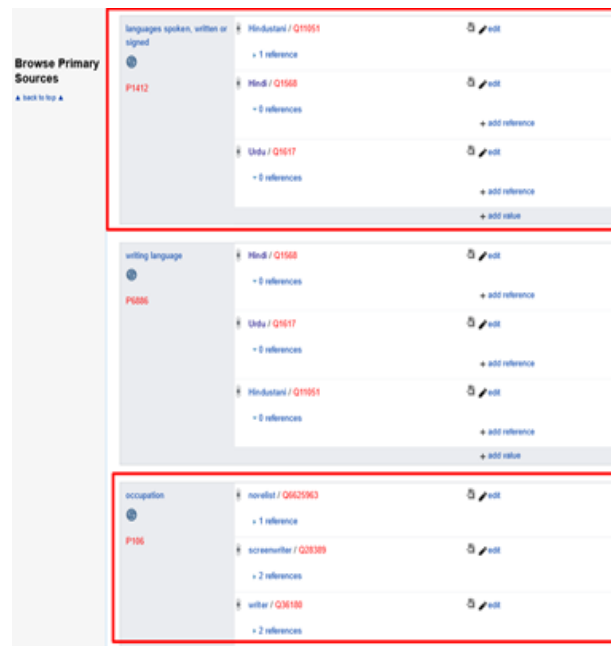 Browse Primary
Sources
▲ back to top ▲
languages spoken, written or
signed
P1412
Hindustani / Q11051
edit
1 reference
Hindi / Q1568
edit
0 references
+ add reference
Urdu / Q1617
edit
0 references
+ add reference
+ add value
writing language
P6886
Hindi / Q1568
edit
0 references
+ add reference
Urdu / Q1617
edit
0 references
+ add reference
Hindustani / Q11051
edit
0 references
+ add reference
+ add value
occupation
P106
novelist / Q6625963
edit
1 reference
screenwriter / Q28389
edit
2 references
writer / Q36180
edit
2 references